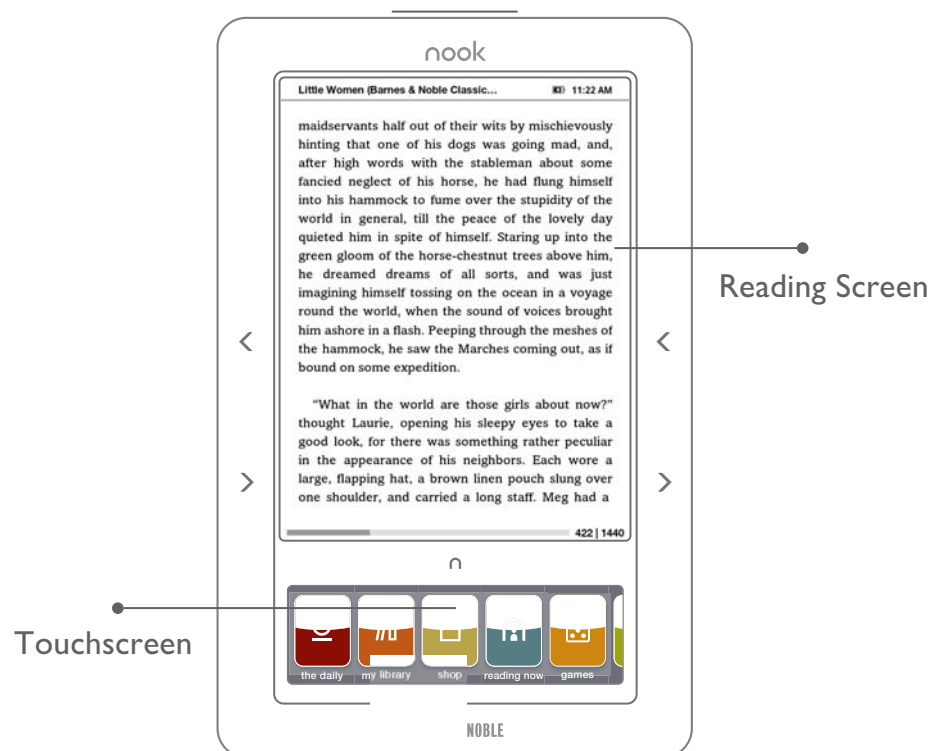 nook
Little Women (Barnes & Noble Classic... 11:22 AM
maidservants half out of their wits by mischievously
hinting that one of his dogs was going mad, and,
after high words with the stableman about some
fancied neglect of his horse, he had flung himself
into his hammock to fume over the stupidity of the
world in general, till the peace of the lovely day
quieted him in spite of himself. Staring up into the
green gloom of the horse-chestnut trees above him,
he dreamed dreams of all sorts, and was just
imagining himself tossing on the ocean in a voyage
round the world, when the sound of voices brought
him ashore in a flash. Peeping through the meshes of
the hammock, he saw the Marches coming out, as if
bound on some expedition.
“What in the world are those girls about now?”
thought Laurie, opening his sleepy eyes to take a
good look, for there was something rather peculiar
in the appearance of his neighbors. Each wore a
large, flapping hat, a brown linen pouch slung over
one shoulder, and carried a long staff. Meg had a
422 | 1440
Reading Screen
n
Touchscreen
the daily my library shop reading now games
NOBLE